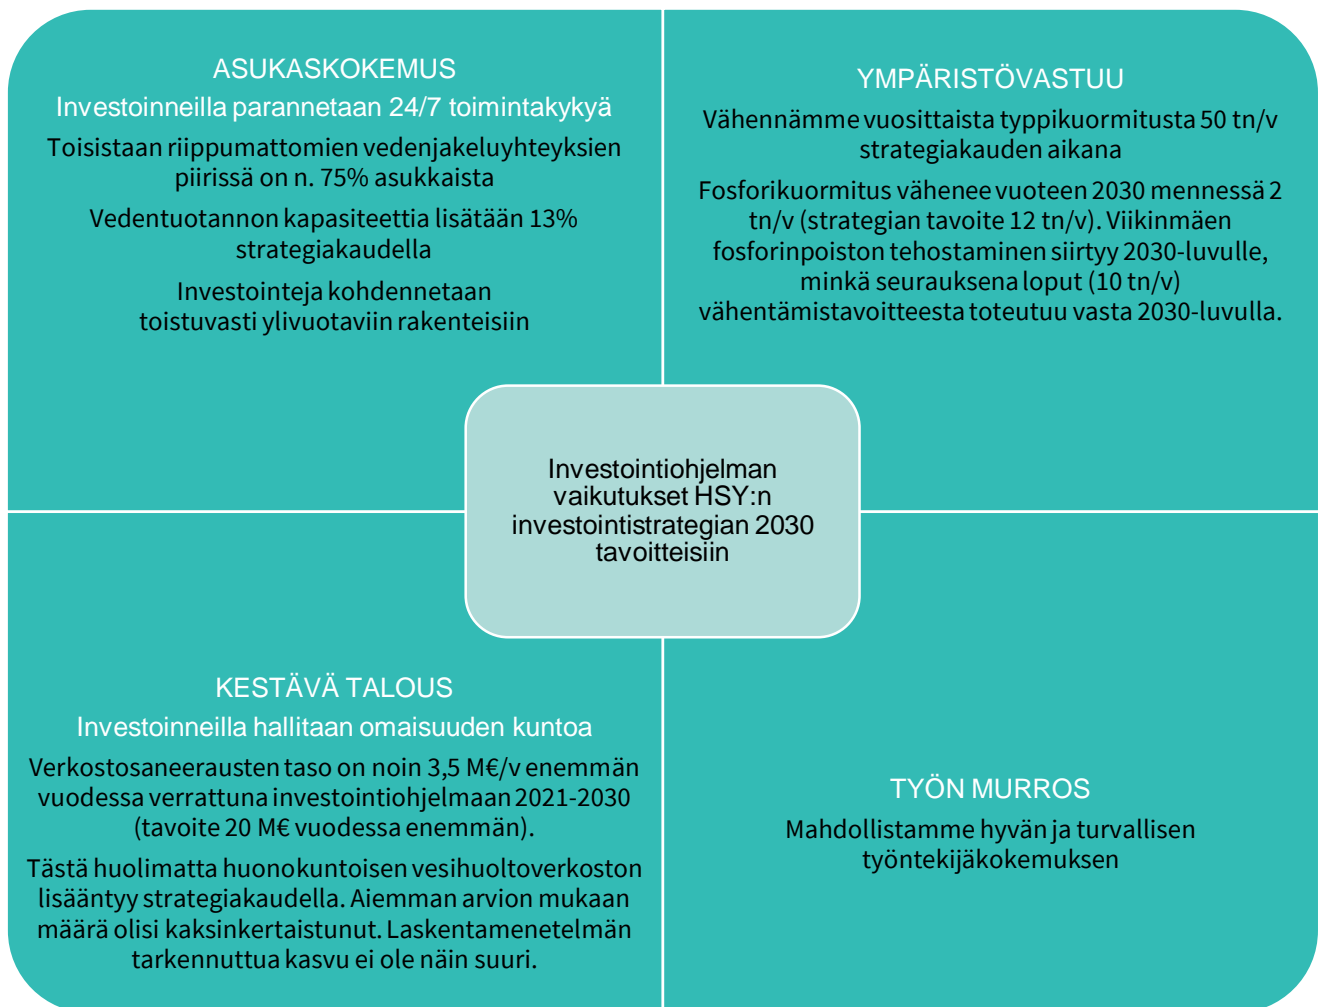 ASUKASKOKEMUS
Investoinneilla parannetaan 24/7 toimintakykyä
Toisistaan riippumattomien vedenjakeluyhteyksien
piirissä on n. 75% asukkaista
Vedentuotannon kapasiteettia lisätään 13%
strategiakaudella
Investointeja kohdennetaan
toistuvasti ylivuotaviin rakenteisiin
YMPÄRISTÖVASTUU
Vähennämme vuosittaista typpikuormitusta 50 tn/v
strategiakauden aikana
Fosforikuormitus vähenee vuoteen 2030 mennessä 2
tn/v (strategian tavoite 12 tn/v). Viikinmäen
fosforinpoiston tehostaminen siirtyy 2030-luvulle,
minkä seurauksena loput (10 tn/v)
vähentämistavoitteesta toteutuu vasta 2030-luvulla.
Investointiohjelman
vaikutukset HSY:n
investointistrategian 2030
tavoitteisiin
KESTÄVÄ TALOUS
Investoinneilla hallitaan omaisuuden kuntoa
Verkostosaneerausten taso on noin 3,5 M€/v enemmän
vuodessa verrattuna investointiohjelmaan 2021-2030
(tavoite 20 M€ vuodessa enemmän).
Tästä huolimatta huonokuntoisen vesihuoltoverkoston
lisääntyy strategiakaudella. Aiemman arvion mukaan
määrä olisi kaksinkertaistunut. Laskentamenetelmän
tarkennuttua kasvu ei ole näin suuri.
TYÖN MURROS
Mahdollistamme hyvän ja turvallisen
työntekijäkokemuksen